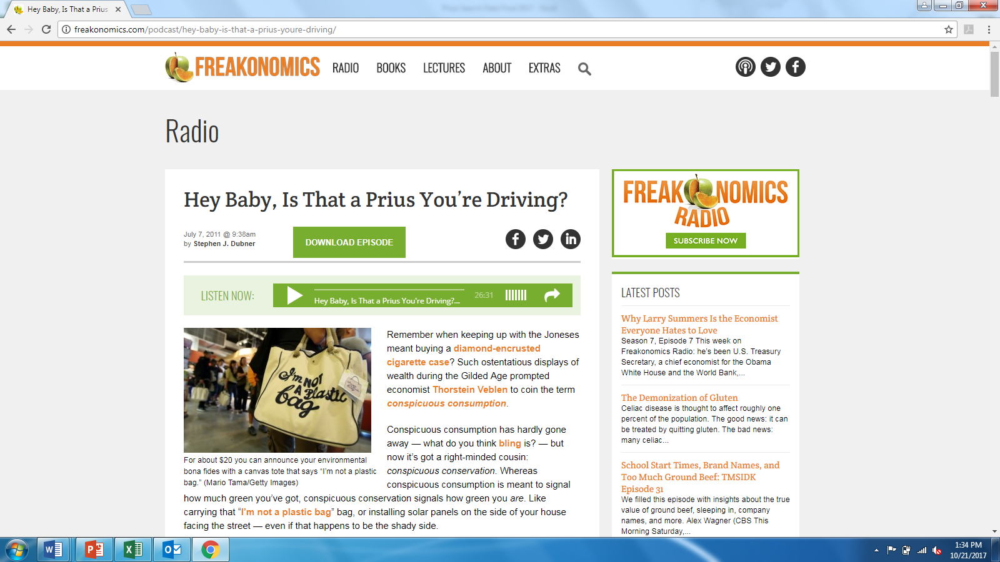 Hey Baby, Is That a Prius
freakonomics.com/podcast/hey-baby-is-that-a-prius-youre-driving/
FREAKONOMICS RADIO BOOKS LECTURES ABOUT EXTRAS
Radio
Hey Baby, Is That a Prius You’re Driving?
July 7, 2011 @ 9:38am
by Stephen J. Dubner
DOWNLOAD EPISODE
LISTEN NOW:
Hey Baby, Is That a Prius You're Driving?...
26:31
I'm NOT
A Plastic
bag
For about $20 you can announce your environmental
bona fides with a canvas tote that says “I’m not a plastic
bag.” (Mario Tama/Getty Images)
Remember when keeping up with the Joneses
meant buying a diamond-encrusted
cigarette case? Such ostentatious displays of
wealth during the Gilded Age prompted
economist Thorstein Veblen to coin the term
conspicuous consumption.
Conspicuous consumption has hardly gone
away — what do you think bling is? — but
now it’s got a right-minded cousin:
conspicuous conservation. Whereas
conspicuous consumption is meant to signal
how much green you’ve got, conspicuous conservation signals how green you are. Like
carrying that “I’m not a plastic bag” bag, or installing solar panels on the side of your house
facing the street — even if that happens to be the shady side.
FREAKONOMICS
RADIO
SUBSCRIBE NOW
LATEST POSTS
Why Larry Summers Is the Economist
Everyone Hates to Love
Season 7, Episode 7 This week on
Freakonomics Radio: he’s been U.S. Treasury
Secretary, a chief economist for the Obama
White House and the World Bank,...
The Demonization of Gluten
Celiac disease is thought to affect roughly one
percent of the population. The good news: it can
be treated by quitting gluten. The bad news:
many celiac...
School Start Times, Brand Names, and
Too Much Ground Beef: TMSIDK
Episode 31
We filled this episode with insights about the true
value of ground beef, sleeping in, company
names, and more. Alex Wagner (CBS This
Morning Saturday,...
1:34 PM
10/21/2017